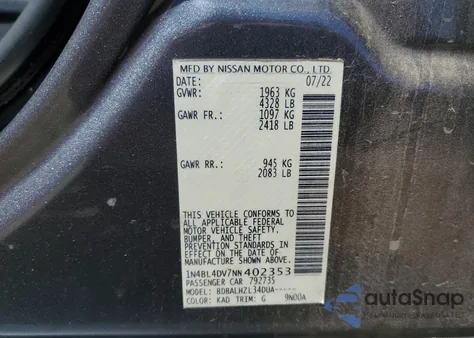 MFD BY NISSAN MOTOR CO., LTD.
DATE: 07/22
GVWR: 1963 KG
4328 LB
GAWR FR.: 1097 KG
2418 LB
GAWR RR.: 945 KG
2083 LB
THIS VEHICLE CONFORMS TO
ALL APPLICABLE FEDERAL
MOTOR VEHICLE SAFETY,
BUMPER, AND THEFT
PREVENTION STANDARDS
IN EFFECT ON THE DATE
OF MANUFACTURE SHOWN
ABOVE.
1N4BL4DV7NN402353
PASSENGER CAR 792735
MODEL: BDBALHZL34DUA-----
COLOR: KAD TRIM: G 9N00A
autoSnap